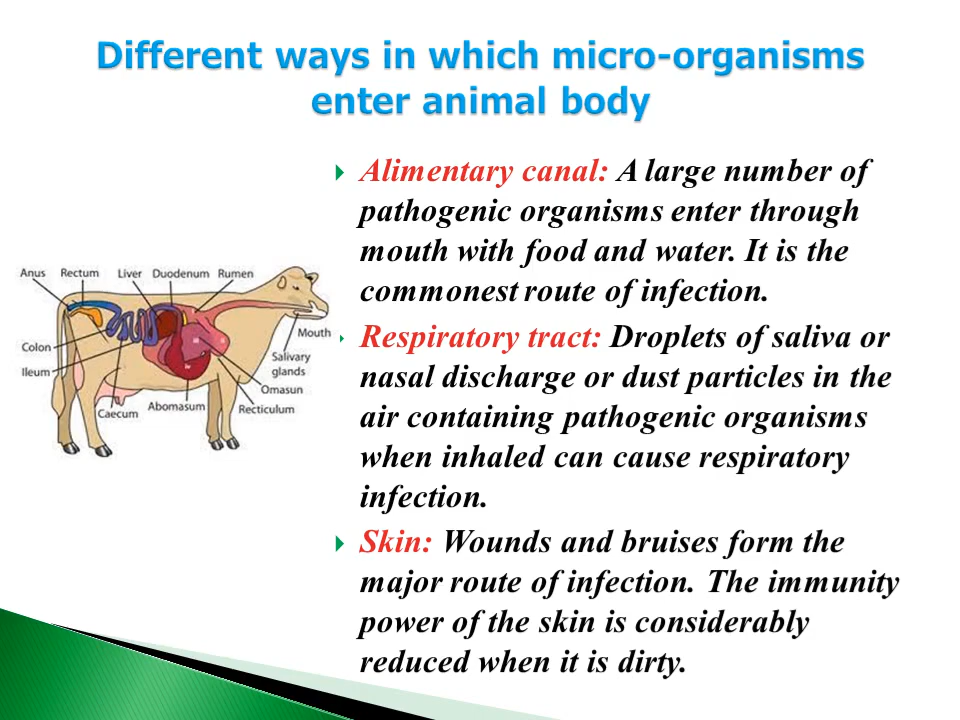 Different ways in which micro-organisms
enter animal body
Alimentary canal: A large number of
pathogenic organisms enter through
mouth with food and water. It is the
commonest route of infection.
Respiratory tract: Droplets of saliva or
nasal discharge or dust particles in the
air containing pathogenic organisms
when inhaled can cause respiratory
infection.
Skin: Wounds and bruises form the
major route of infection. The immunity
power of the skin is considerably
reduced when it is dirty.
Anus Rectum Liver Duodenum Rumen
Mouth
Colon
Salivary
glands
Ileum
Omasun
Caecum Abomasum Recticulum